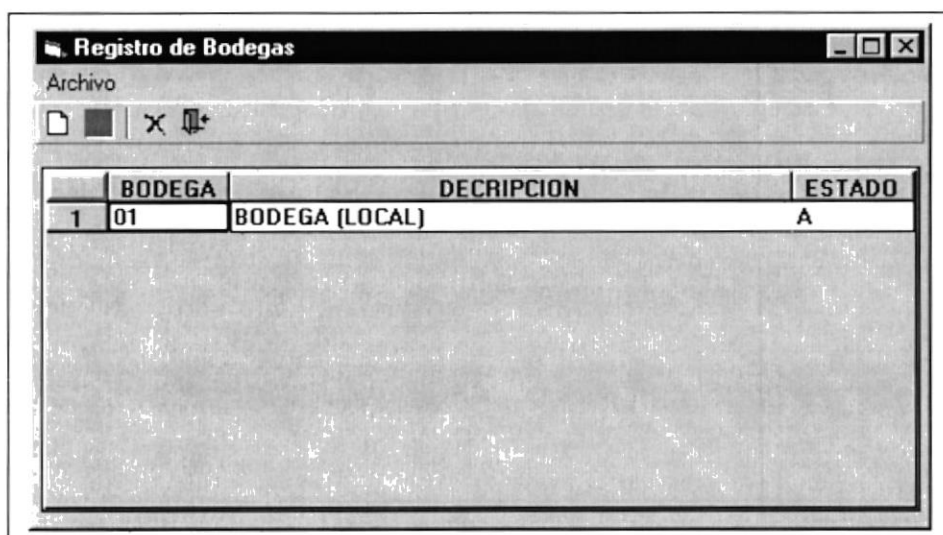 Registro de Bodegas
Archivo
BODEGA DECRIPCION ESTADO
1 01 BODEGA (LOCAL) A